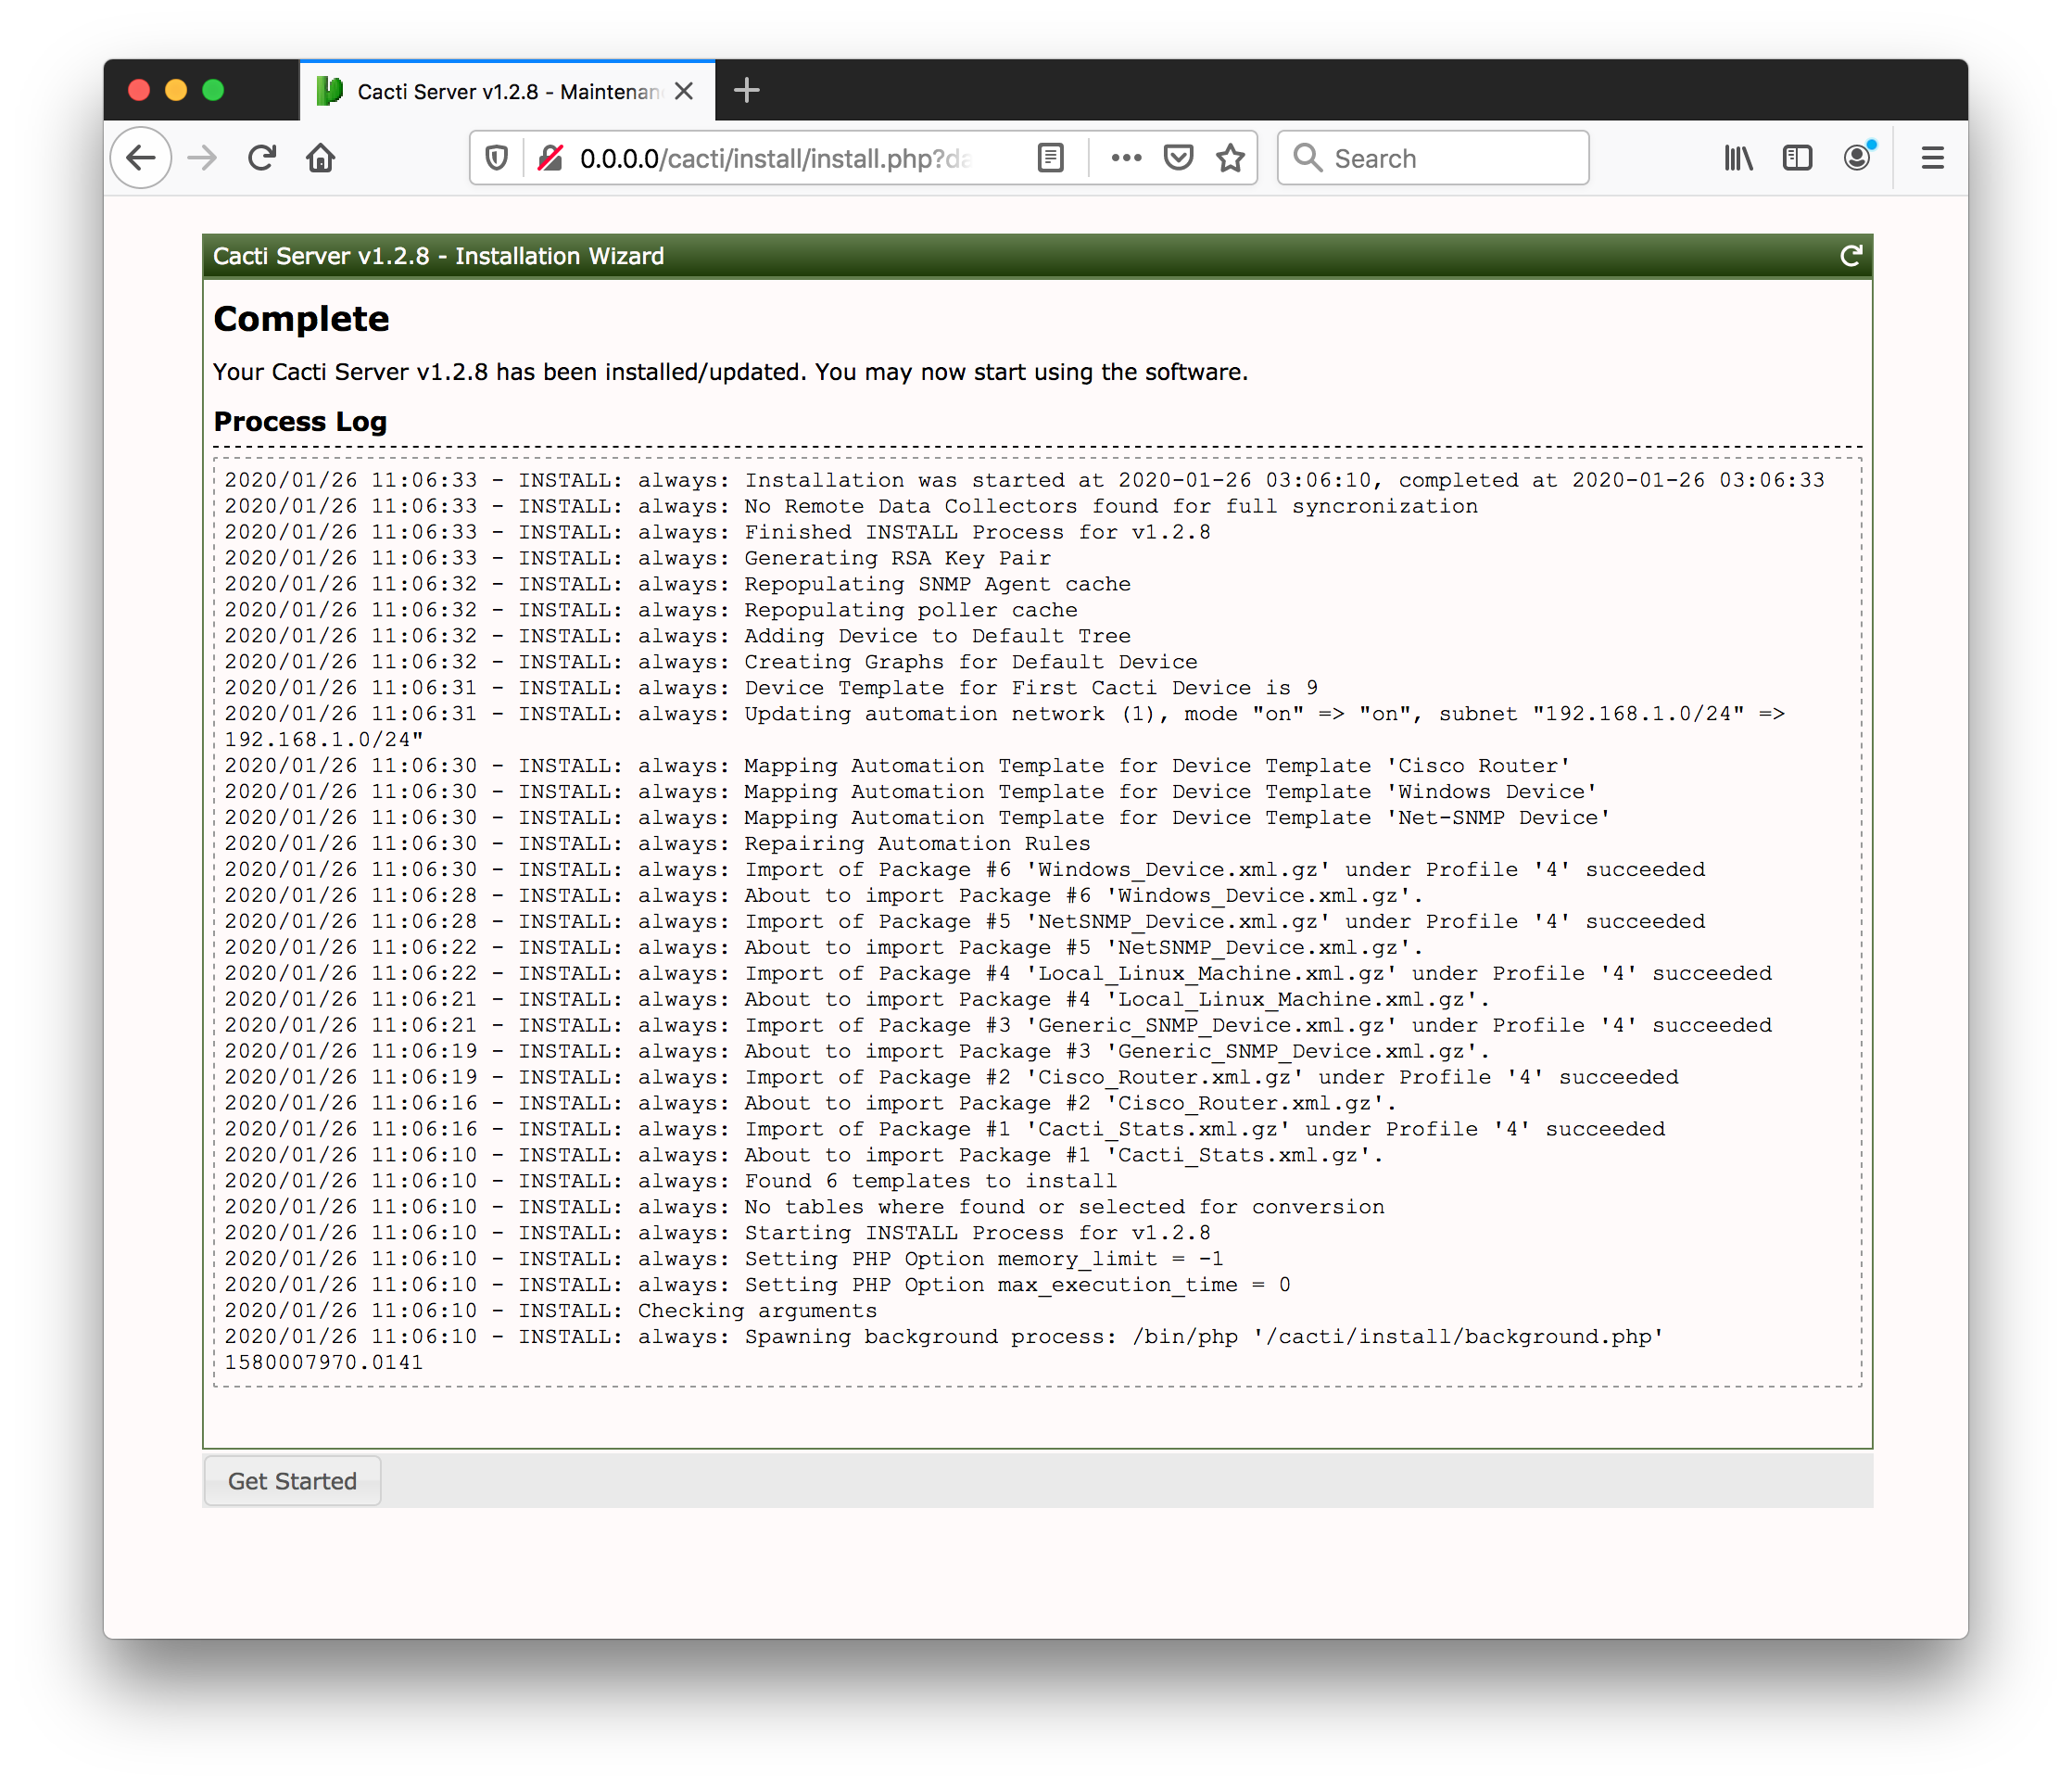 Cacti Server v1.2.8 - Maintenan
0.0.0.0/cacti/install/install.php?da
Search
Cacti Server v1.2.8 - Installation Wizard
Complete
Your Cacti Server v1.2.8 has been installed/updated. You may now start using the software.
Process Log
2020/01/26 11:06:33 - INSTALL: always: Installation was started at 2020-01-26 03:06:10, completed at 2020-01-26 03:06:33
2020/01/26 11:06:33 - INSTALL: always: No Remote Data Collectors found for full syncronization
2020/01/26 11:06:33 - INSTALL: always: Finished INSTALL Process for v1.2.8
2020/01/26 11:06:33 - INSTALL: always: Generating RSA Key Pair
2020/01/26 11:06:32 - INSTALL: always: Repopulating SNMP Agent cache
2020/01/26 11:06:32 - INSTALL: always: Repopulating poller cache
2020/01/26 11:06:32 - INSTALL: always: Adding Device to Default Tree
2020/01/26 11:06:32 - INSTALL: always: Creating Graphs for Default Device
2020/01/26 11:06:31 - INSTALL: always: Device Template for First Cacti Device is 9
2020/01/26 11:06:31 - INSTALL: always: Updating automation network (1), mode "on" => "on", subnet "192.168.1.0/24" =>
192.168.1.0/24"
2020/01/26 11:06:30 - INSTALL: always: Mapping Automation Template for Device Template 'Cisco Router'
2020/01/26 11:06:30 - INSTALL: always: Mapping Automation Template for Device Template 'Windows Device'
2020/01/26 11:06:30 - INSTALL: always: Mapping Automation Template for Device Template 'Net-SNMP Device'
2020/01/26 11:06:30 - INSTALL: always: Repairing Automation Rules
2020/01/26 11:06:30 - INSTALL: always: Import of Package #6 'Windows_Device.xml.gz' under Profile '4' succeeded
2020/01/26 11:06:28 - INSTALL: always: About to import Package #6 'Windows_Device.xml.gz'.
2020/01/26 11:06:28 - INSTALL: always: Import of Package #5 'NetSNMP_Device.xml.gz' under Profile '4' succeeded
2020/01/26 11:06:22 - INSTALL: always: About to import Package #5 'NetSNMP_Device.xml.gz'.
2020/01/26 11:06:22 - INSTALL: always: Import of Package #4 'Local_Linux_Machine.xml.gz' under Profile '4' succeeded
2020/01/26 11:06:21 - INSTALL: always: About to import Package #4 'Local_Linux_Machine.xml.gz'.
2020/01/26 11:06:21 - INSTALL: always: Import of Package #3 'Generic_SNMP_Device.xml.gz' under Profile '4' succeeded
2020/01/26 11:06:19 - INSTALL: always: About to import Package #3 'Generic_SNMP_Device.xml.gz'.
2020/01/26 11:06:19 - INSTALL: always: Import of Package #2 'Cisco_Router.xml.gz' under Profile '4' succeeded
2020/01/26 11:06:16 - INSTALL: always: About to import Package #2 'Cisco_Router.xml.gz'.
2020/01/26 11:06:16 - INSTALL: always: Import of Package #1 'Cacti_Stats.xml.gz' under Profile '4' succeeded
2020/01/26 11:06:10 - INSTALL: always: About to import Package #1 'Cacti_Stats.xml.gz'.
2020/01/26 11:06:10 - INSTALL: always: Found 6 templates to install
2020/01/26 11:06:10 - INSTALL: always: No tables where found or selected for conversion
2020/01/26 11:06:10 - INSTALL: always: Starting INSTALL Process for v1.2.8
2020/01/26 11:06:10 - INSTALL: always: Setting PHP Option memory_limit = -1
2020/01/26 11:06:10 - INSTALL: always: Setting PHP Option max_execution_time = 0
2020/01/26 11:06:10 - INSTALL: Checking arguments
2020/01/26 11:06:10 - INSTALL: always: Spawning background process: /bin/php '/cacti/install/background.php'
1580007970.0141
Get Started